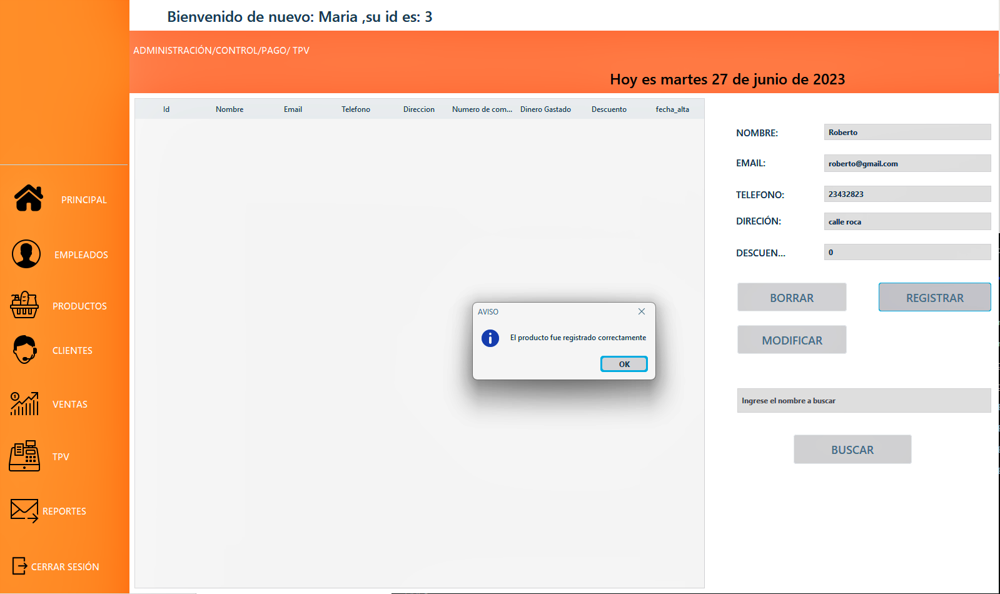 Bienvenido de nuevo: Maria ,su id es: 3
ADMINISTRACIÓN/CONTROL/PAGO/ TPV
Hoy es martes 27 de junio de 2023
PRINCIPAL
EMPLEADOS
PRODUCTOS
CLIENTES
VENTAS
TPV
REPORTES
CERRAR SESIÓN
Id Nombre Email Telefono Direccion Numero de com... Dinero Gastado Descuento fecha_alta
AVISO
El producto fue registrado correctamente
OK
NOMBRE: Roberto
EMAIL: roberto@gmail.com
TELEFONO: 23432823
DIRECIÓN: calle roca
DESCUEN... 0
BORRAR REGISTRAR
MODIFICAR
Ingrese el nombre a buscar
BUSCAR